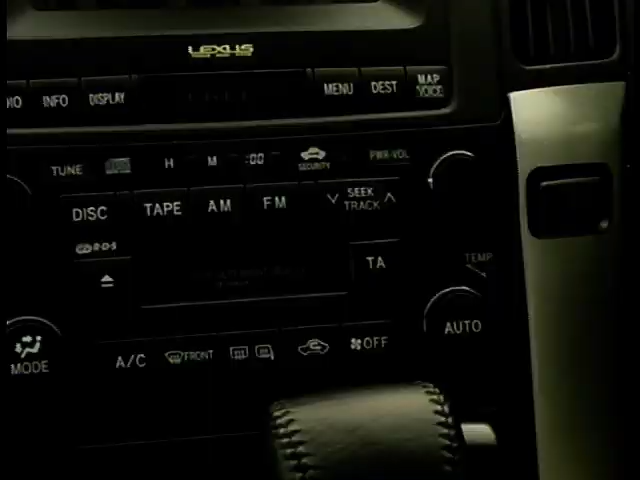 LEXUS
INFO DISPLAY MENU DEST MAP VOICE
TUNE H M :00 SECURITY PWR·VOL
DISC TAPE AM FM SEEK TRACK
R·D·S
TA TEMP
AUTO
MODE A/C FRONT OFF